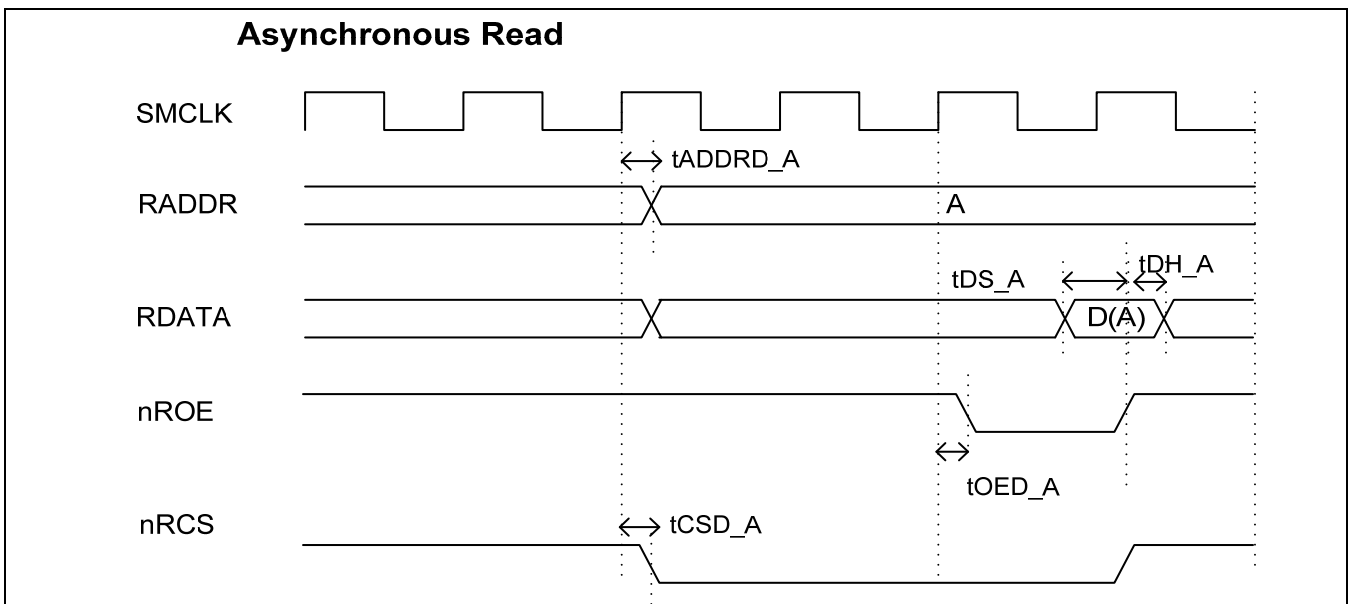 Asynchronous Read
SMCLK
tADDRD_A
RADDR
A
tDH_A
tDS_A
RDATA
D(A)
nROE
tOED_A
nRCS
tCSD_A